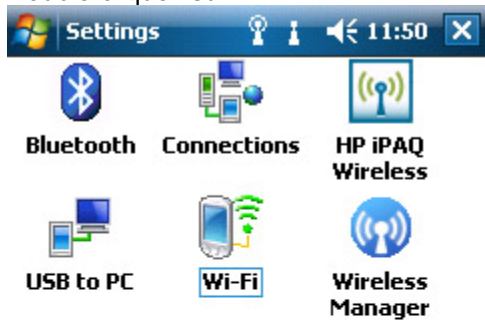 Settings 11:50
Bluetooth Connections HP iPAQ Wireless
USB to PC Wi-Fi Wireless Manager